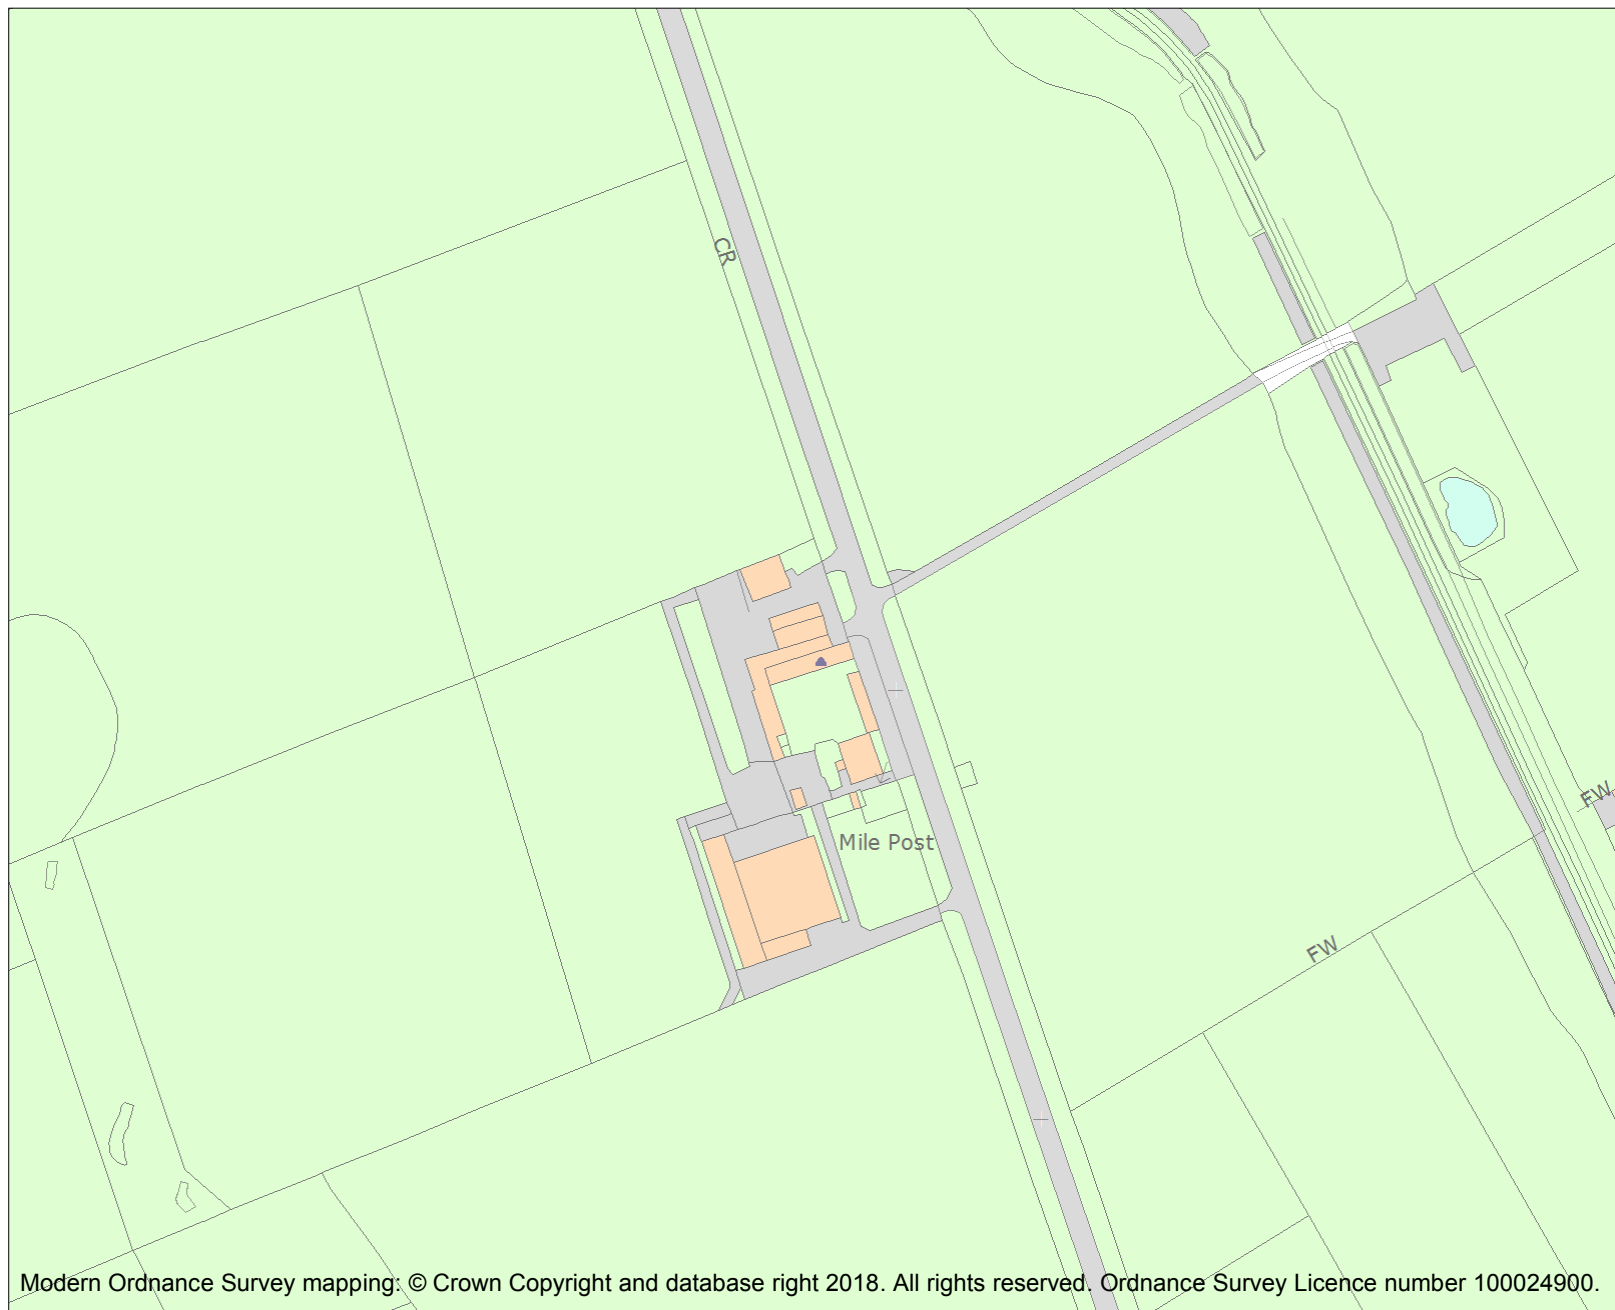 CR
FW
Mile Post
FW
Modern Ordnance Survey mapping: © Crown Copyright and database right 2018. All rights reserved. Ordnance Survey Licence number 100024900.